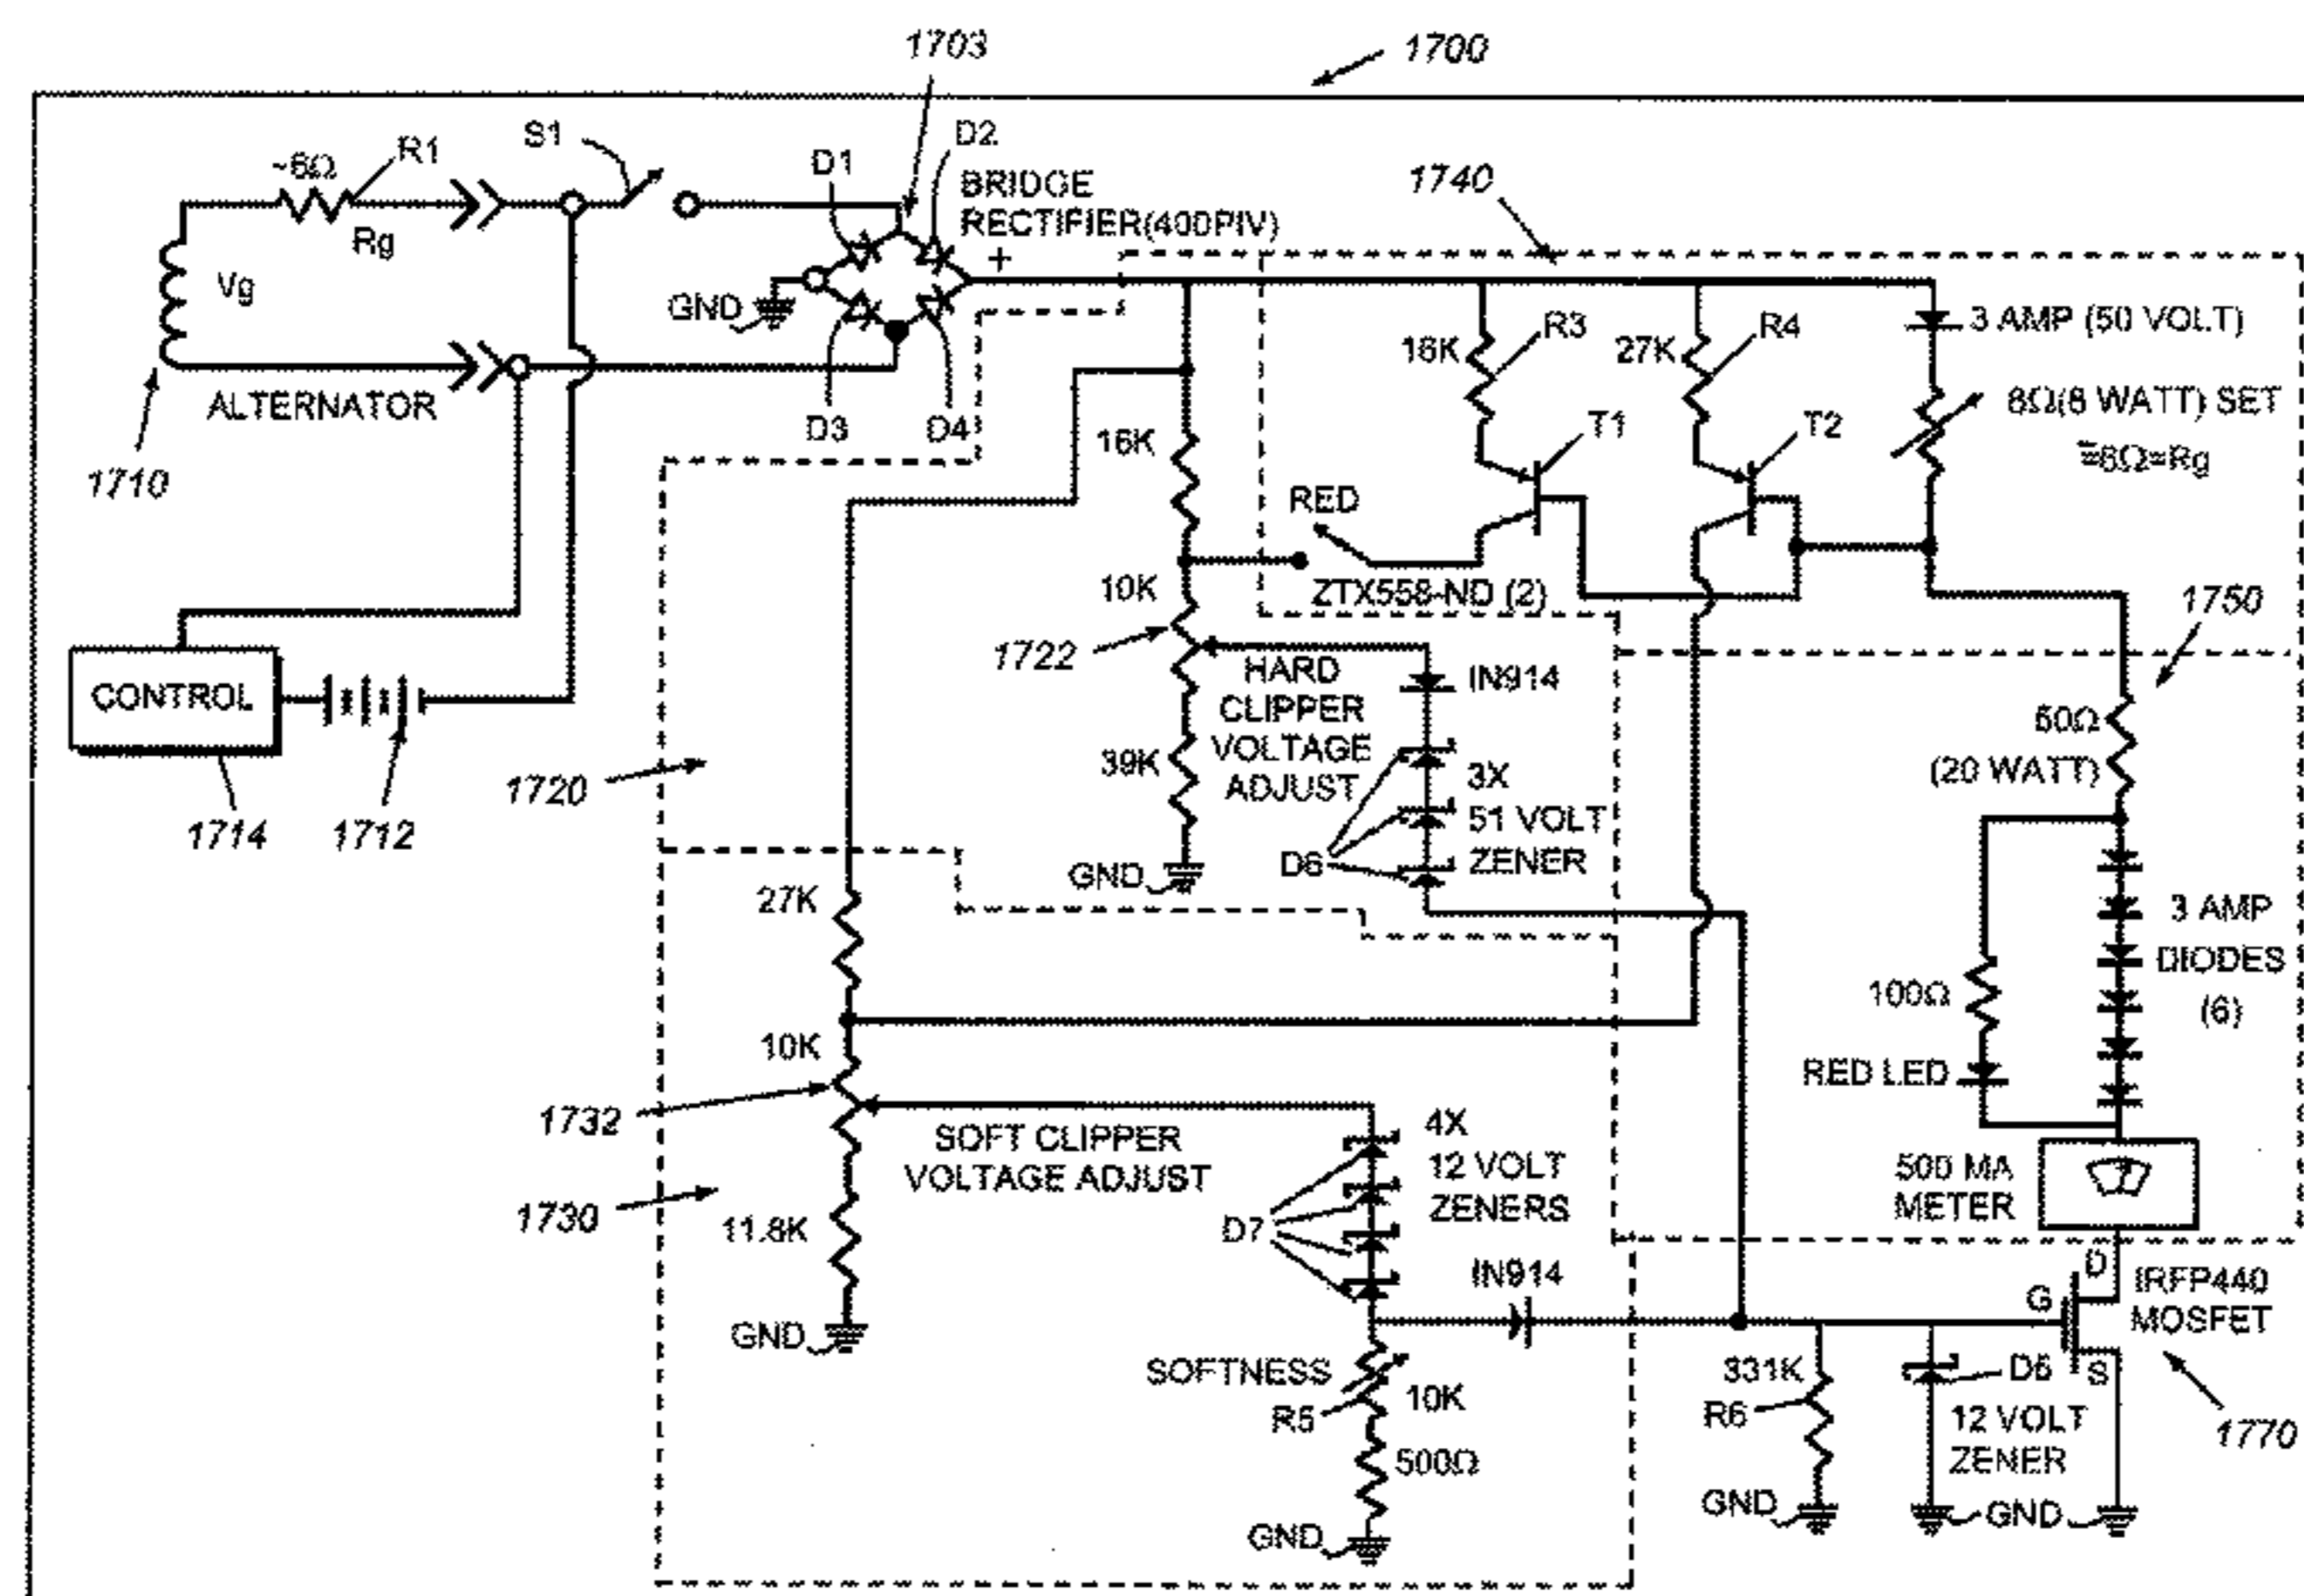 1703
1700
S1
D2
~6Ω
R1
D1
BRIDGE
RECTIFIER(400PIV)
+
1740
Rg
Vg
GND
R3
R4
3 AMP (50 VOLT)
16K
27K
ALTERNATOR
D3
D4
8Ω(8 WATT) SET
≅6Ω=Rg
16K
T1
T2
1710
RED
10K
ZTX558-ND (2)
1750
1722
CONTROL
HARD
CLIPPER
VOLTAGE
ADJUST
IN914
50Ω
(20 WATT)
39K
1720
3X
51 VOLT
ZENER
1714
1712
D6
GND
27K
3 AMP
DIODES
(6)
100Ω
10K
RED LED
1732
SOFT CLIPPER
VOLTAGE ADJUST
4X
12 VOLT
ZENERS
500 MA
METER
1730
11.8K
D7
IN914
D
G
IRFP440
MOSFET
GND
S
SOFTNESS
10K
R5
331K
R6
D5
12 VOLT
ZENER
1770
500Ω
GND
GND
GND